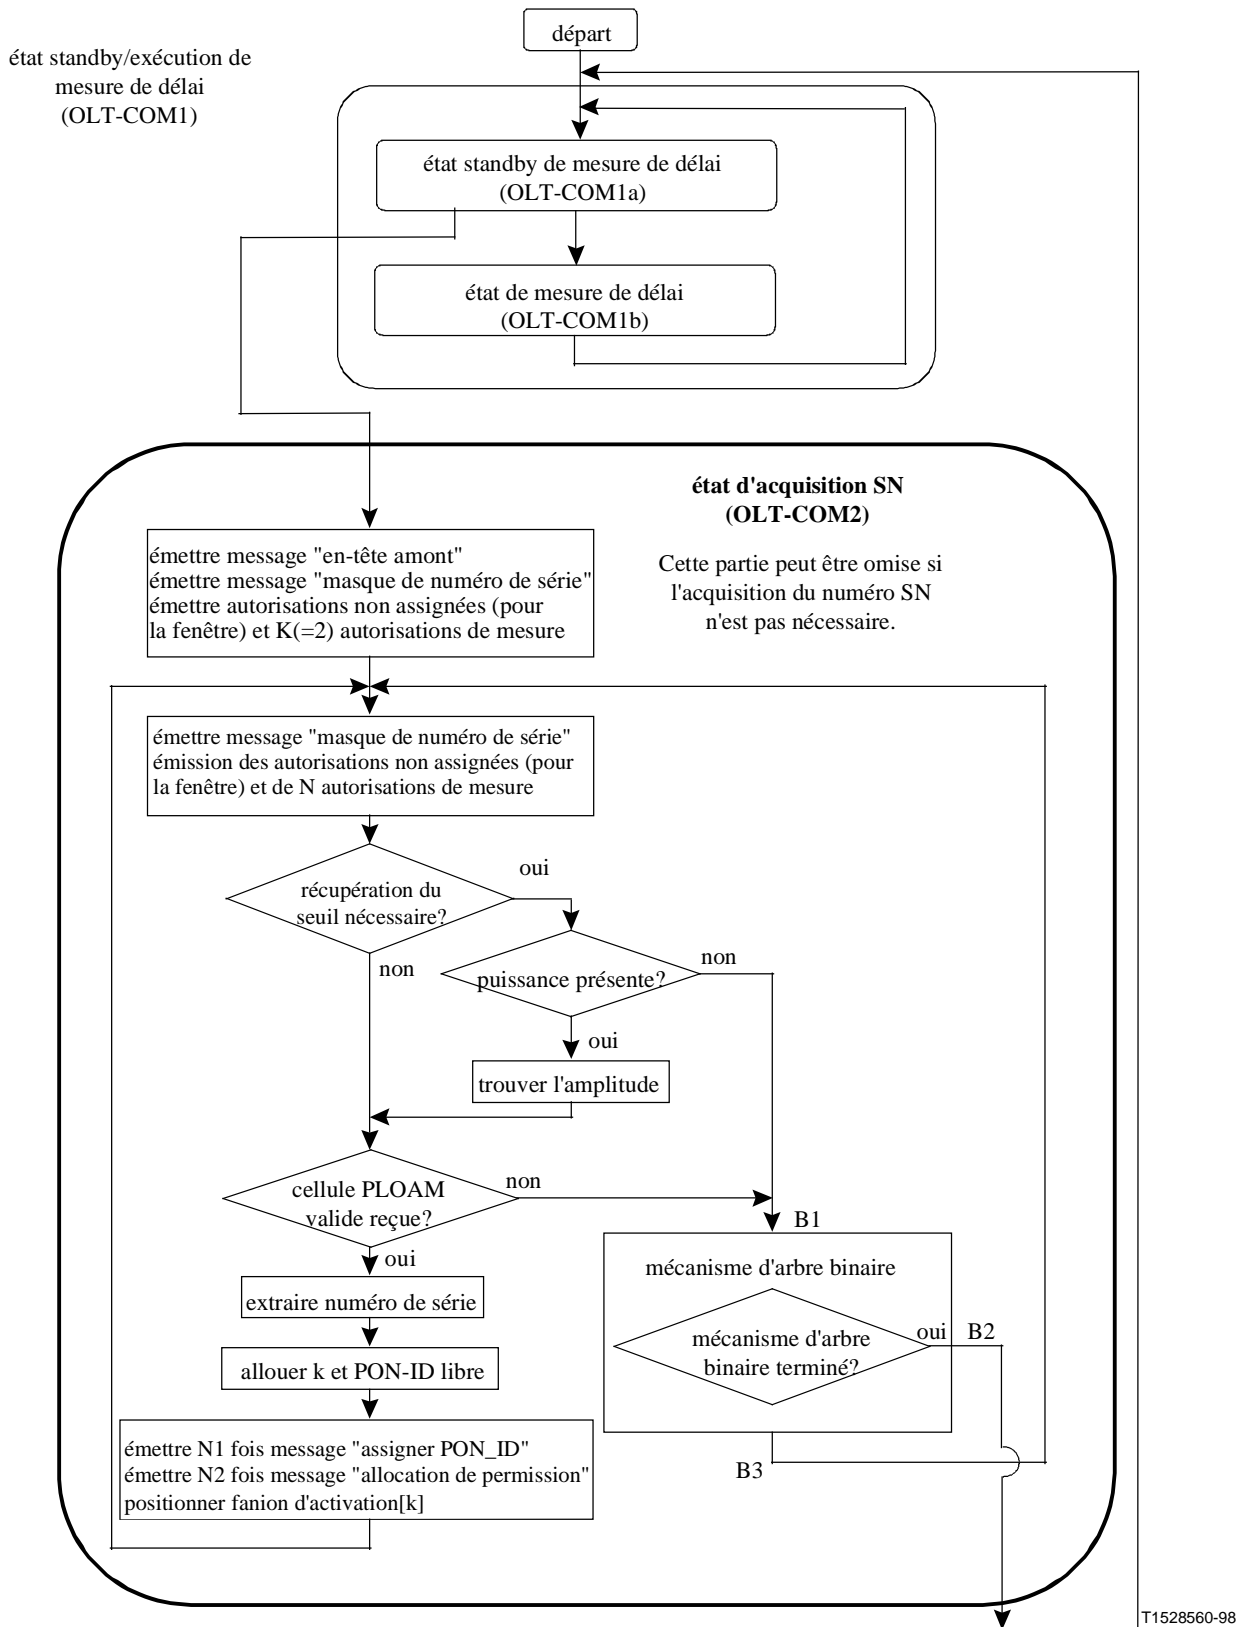 départ
état standby/exécution de
mesure de délai
(OLT-COM1)
état standby de mesure de délai
(OLT-COM1a)
état de mesure de délai
(OLT-COM1b)
état d'acquisition SN
(OLT-COM2)
Cette partie peut être omise si
l'acquisition du numéro SN
n'est pas nécessaire.
émettre message "en-tête amont"
émettre message "masque de numéro de série"
émettre autorisations non assignées (pour
la fenêtre) et K(=2) autorisations de mesure
émettre message "masque de numéro de série"
émission des autorisations non assignées (pour
la fenêtre) et de N autorisations de mesure
récupération du
seuil nécessaire?
oui
non
puissance présente?
non
oui
trouver l'amplitude
cellule PLOAM
valide reçue?
non
oui
B1
extraire numéro de série
allouer k et PON-ID libre
émettre N1 fois message "assigner PON_ID"
émettre N2 fois message "allocation de permission"
positionner fanion d'activation[k]
mécanisme d'arbre binaire
mécanisme d'arbre
binaire terminé?
oui
B2
B3
T1528560-98